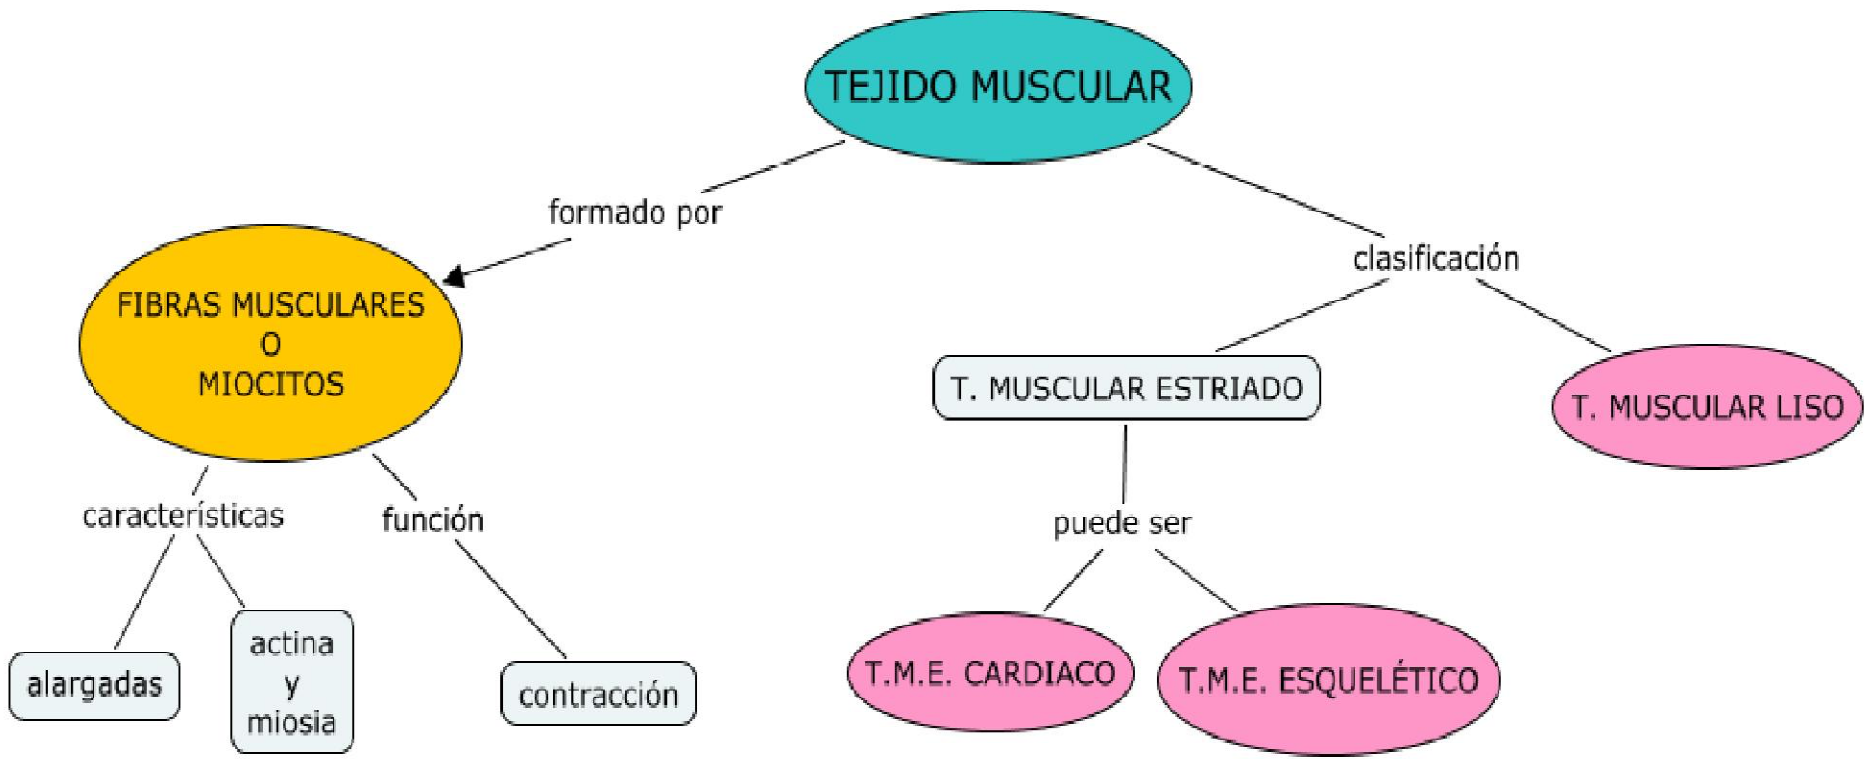 TEJIDO MUSCULAR
formado por
clasificación
FIBRAS MUSCULARES
O
MIOCITOS
T. MUSCULAR ESTRIADO
T. MUSCULAR LISO
características
función
puede ser
alargadas
actina
y
miosia
contracción
T.M.E. CARDIACO
T.M.E. ESQUELÉTICO